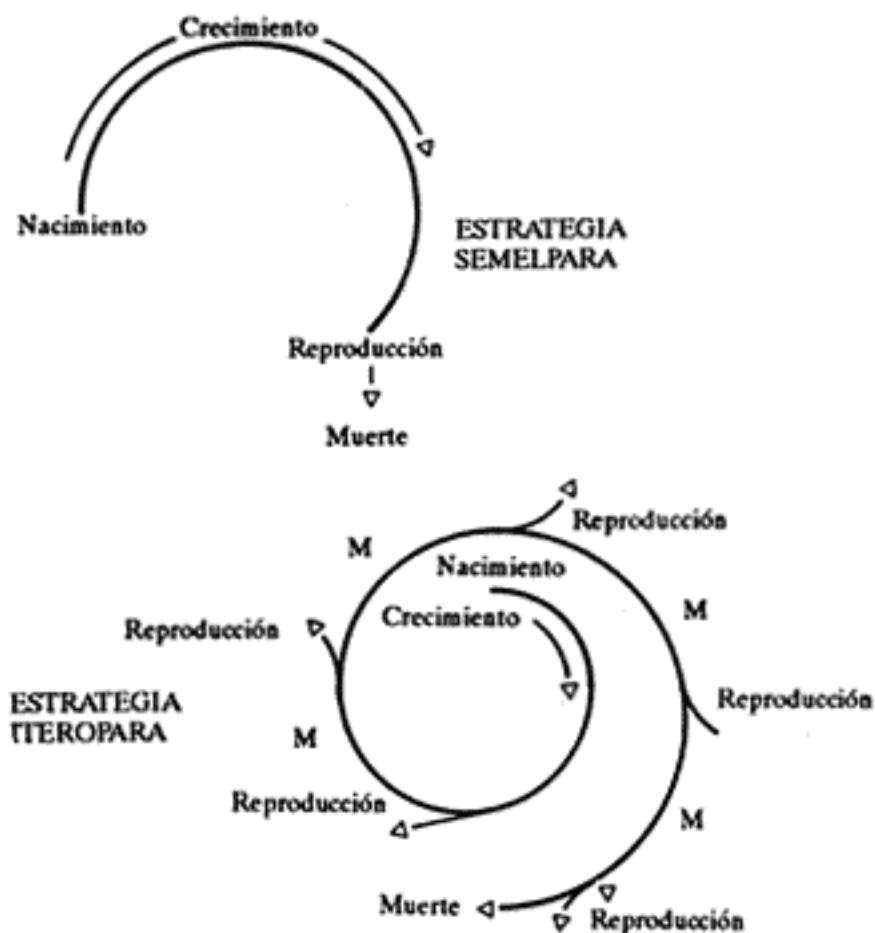 Crecimiento
Nacimiento
ESTRATEGIA
SEMELPARA
Reproducción
Muerte
Reproducción
M
Nacimiento
Crecimiento
M
Reproducción
ESTRATEGIA
ITEROPARA
Reproducción
M
Reproducción
M
Muerte
Reproducción